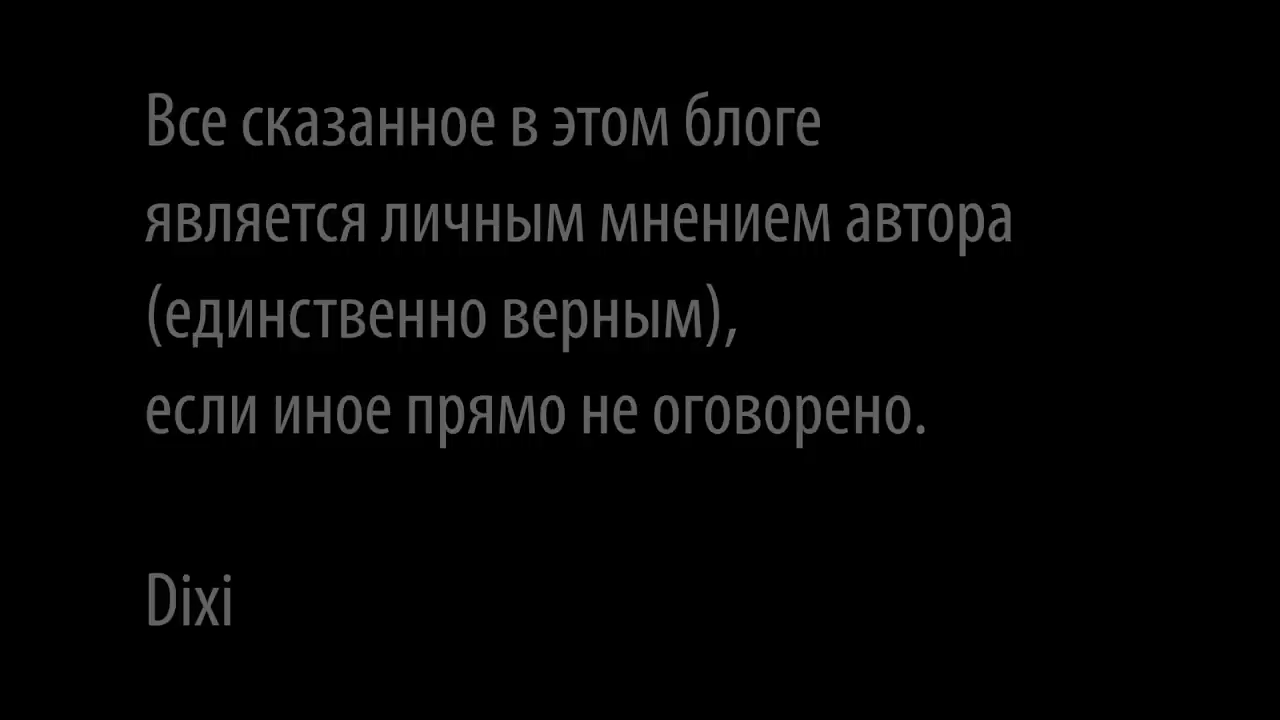 Все сказанное в этом блоге
является личным мнением автора
(единственно верным),
если иное прямо не оговорено.
Dixi